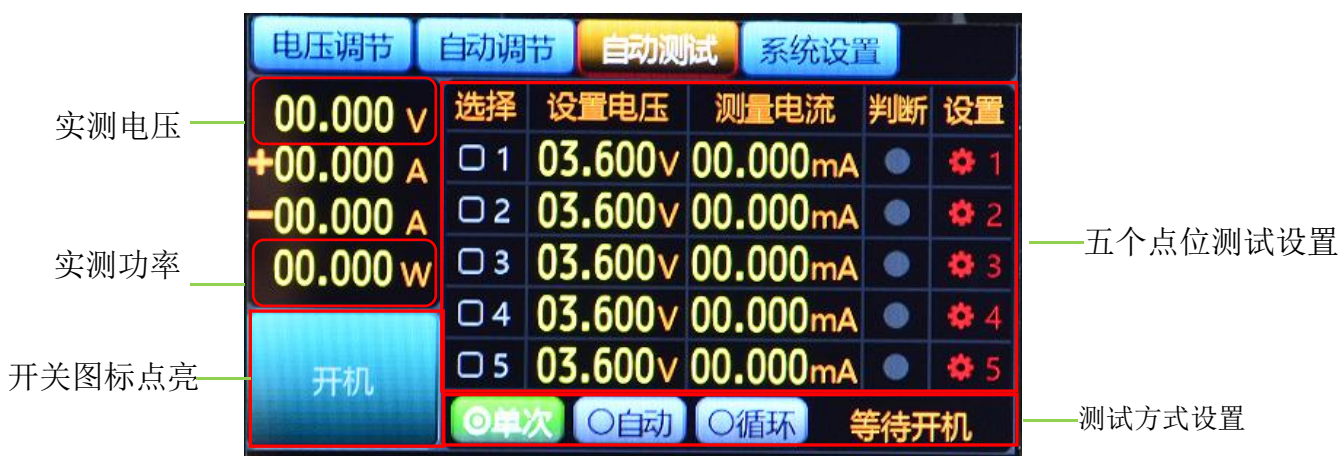 电压调节 自动调节 自动测试 系统设置
实测电压
00.000 V
+00.000 A
-00.000 A
实测功率
00.000 W
开关图标点亮
开机
选择 设置电压 测量电流 判断 设置
1 03.600V 00.000mA 1
2 03.600V 00.000mA 2
3 03.600V 00.000mA 3
4 03.600V 00.000mA 4
5 03.600V 00.000mA 5
五个点位测试设置
单次 自动 循环 等待开机
测试方式设置